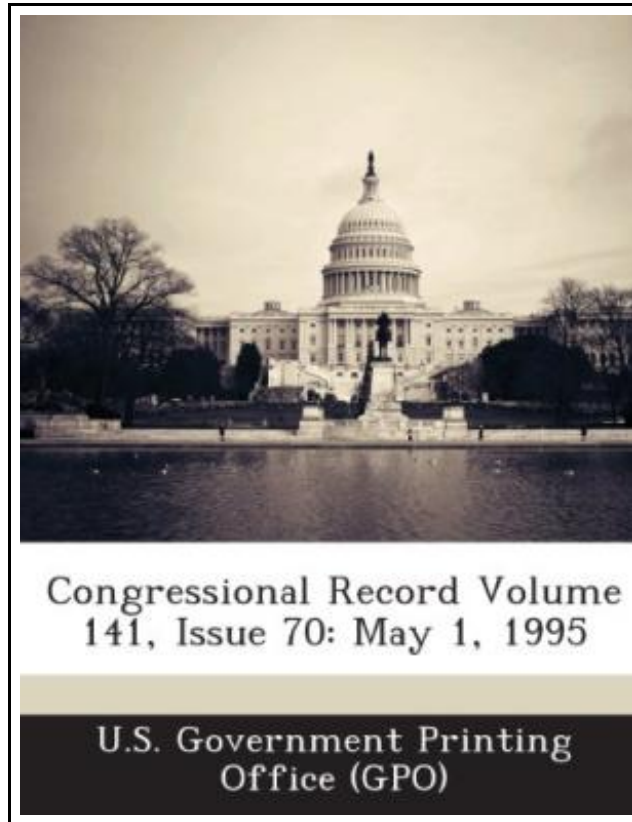 Congressional Record Volume
141, Issue 70: May 1, 1995
U.S. Government Printing
Office (GPO)